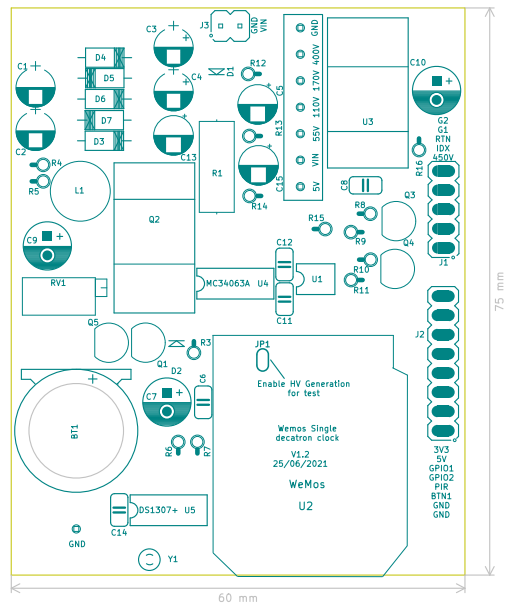 J3
GND
VIN
C3
C1
D4
D5
D6
D7
D3
C4
D1
R12
C5
R13
GND
400V
170V
110V
55V
VIN
5V
U3
C10
G2
G1
RTN
IDX
450V
R16
C2
R4
R5
L1
C13
R1
C15
R14
C8
R8
Q3
R15
R9
Q4
J1
Q2
C9
C12
R10
R11
RV1
MC34063A U4
U1
C11
75 mm
Q5
Q1
R3
JP1
J2
D2
C6
Enable HV Generation
for test
C7
BT1
Wemos Single
decatron clock
R6
R7
V1.2
25/06/2021
3V3
5V
GPIO1
GPIO2
PIR
BTN1
GND
GND
WeMos
U2
DS1307+ U5
C14
GND
Y1
60 mm